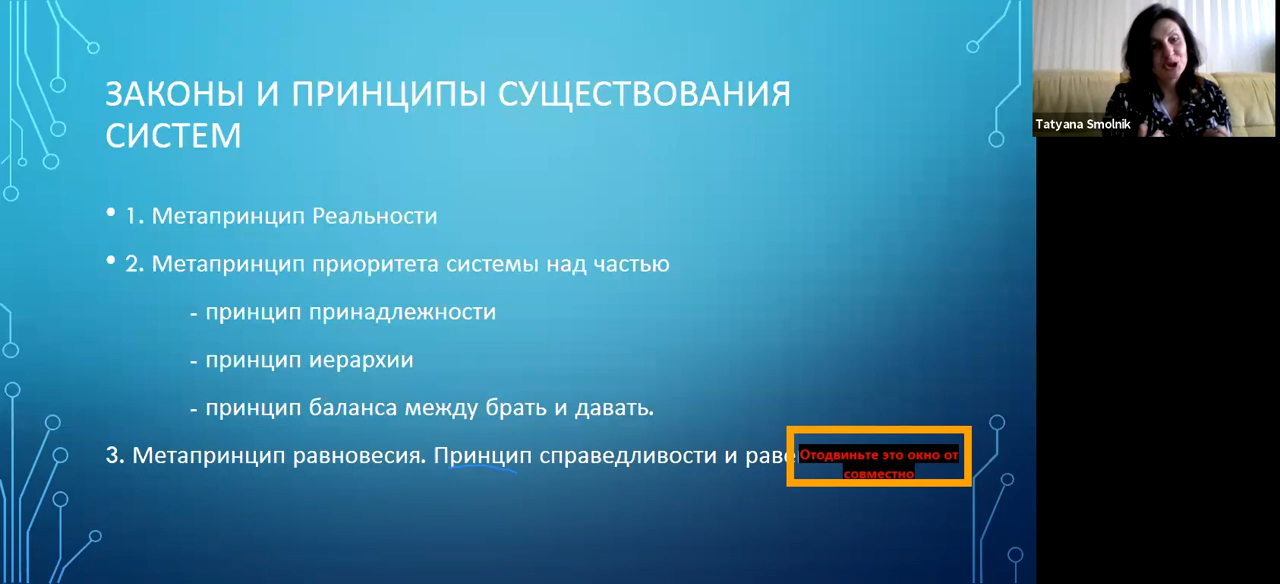 ЗАКОНЫ И ПРИНЦИПЫ СУЩЕСТВОВАНИЯ
СИСТЕМ
• 1. Метапринцип Реальности
• 2. Метапринцип приоритета системы над частью
- принцип принадлежности
- принцип иерархии
- принцип баланса между брать и давать.
3. Метапринцип равновесия. Принцип справедливости и
Отодвиньте это окно от
совместно
Tatyana Smolnik